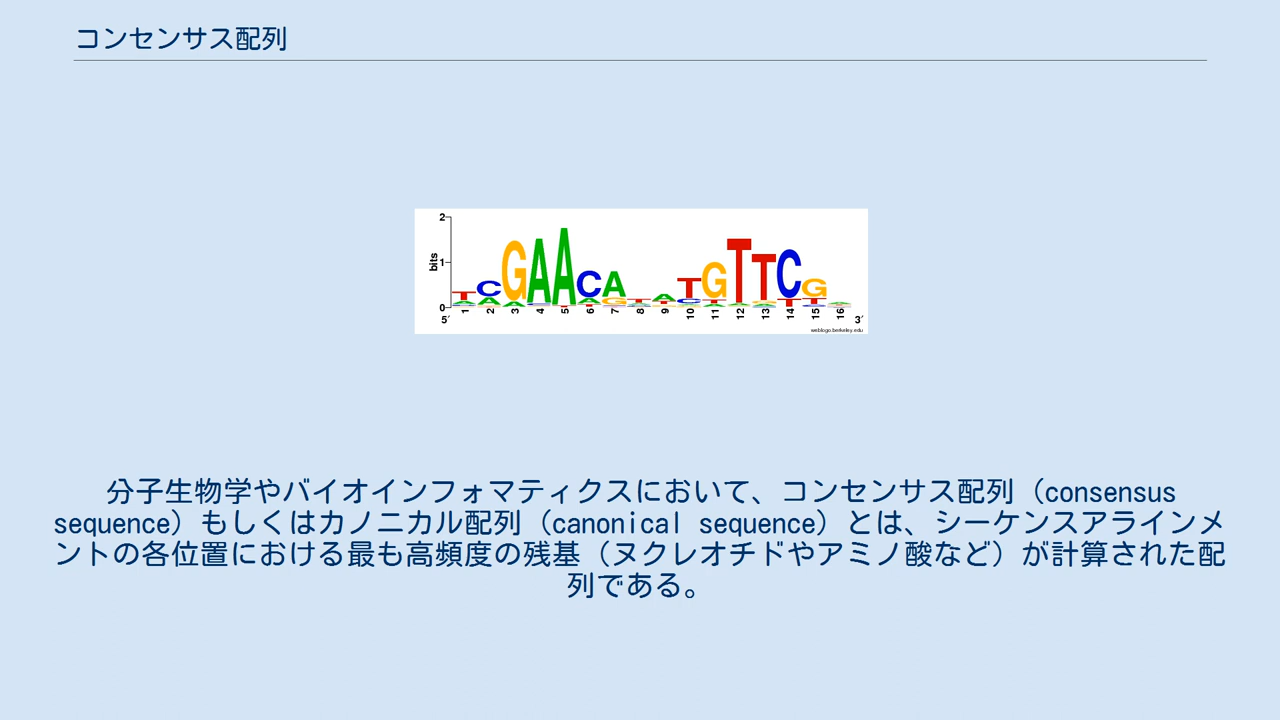 コンセンサス配列
2
bits
1
0
TCGAACA TGTTCG
5′ 1 2 3 4 5 6 7 8 9 10 11 12 13 14 15 16 3′
weblogo.berkeley.edu
分子生物学やバイオインフォマティクスにおいて、コンセンサス配列（consensus
sequence）もしくはカノニカル配列（canonical sequence）とは、シーケンスアラインメ
ントの各位置における最も高頻度の残基（ヌクレオチドやアミノ酸など）が計算された配
列である。